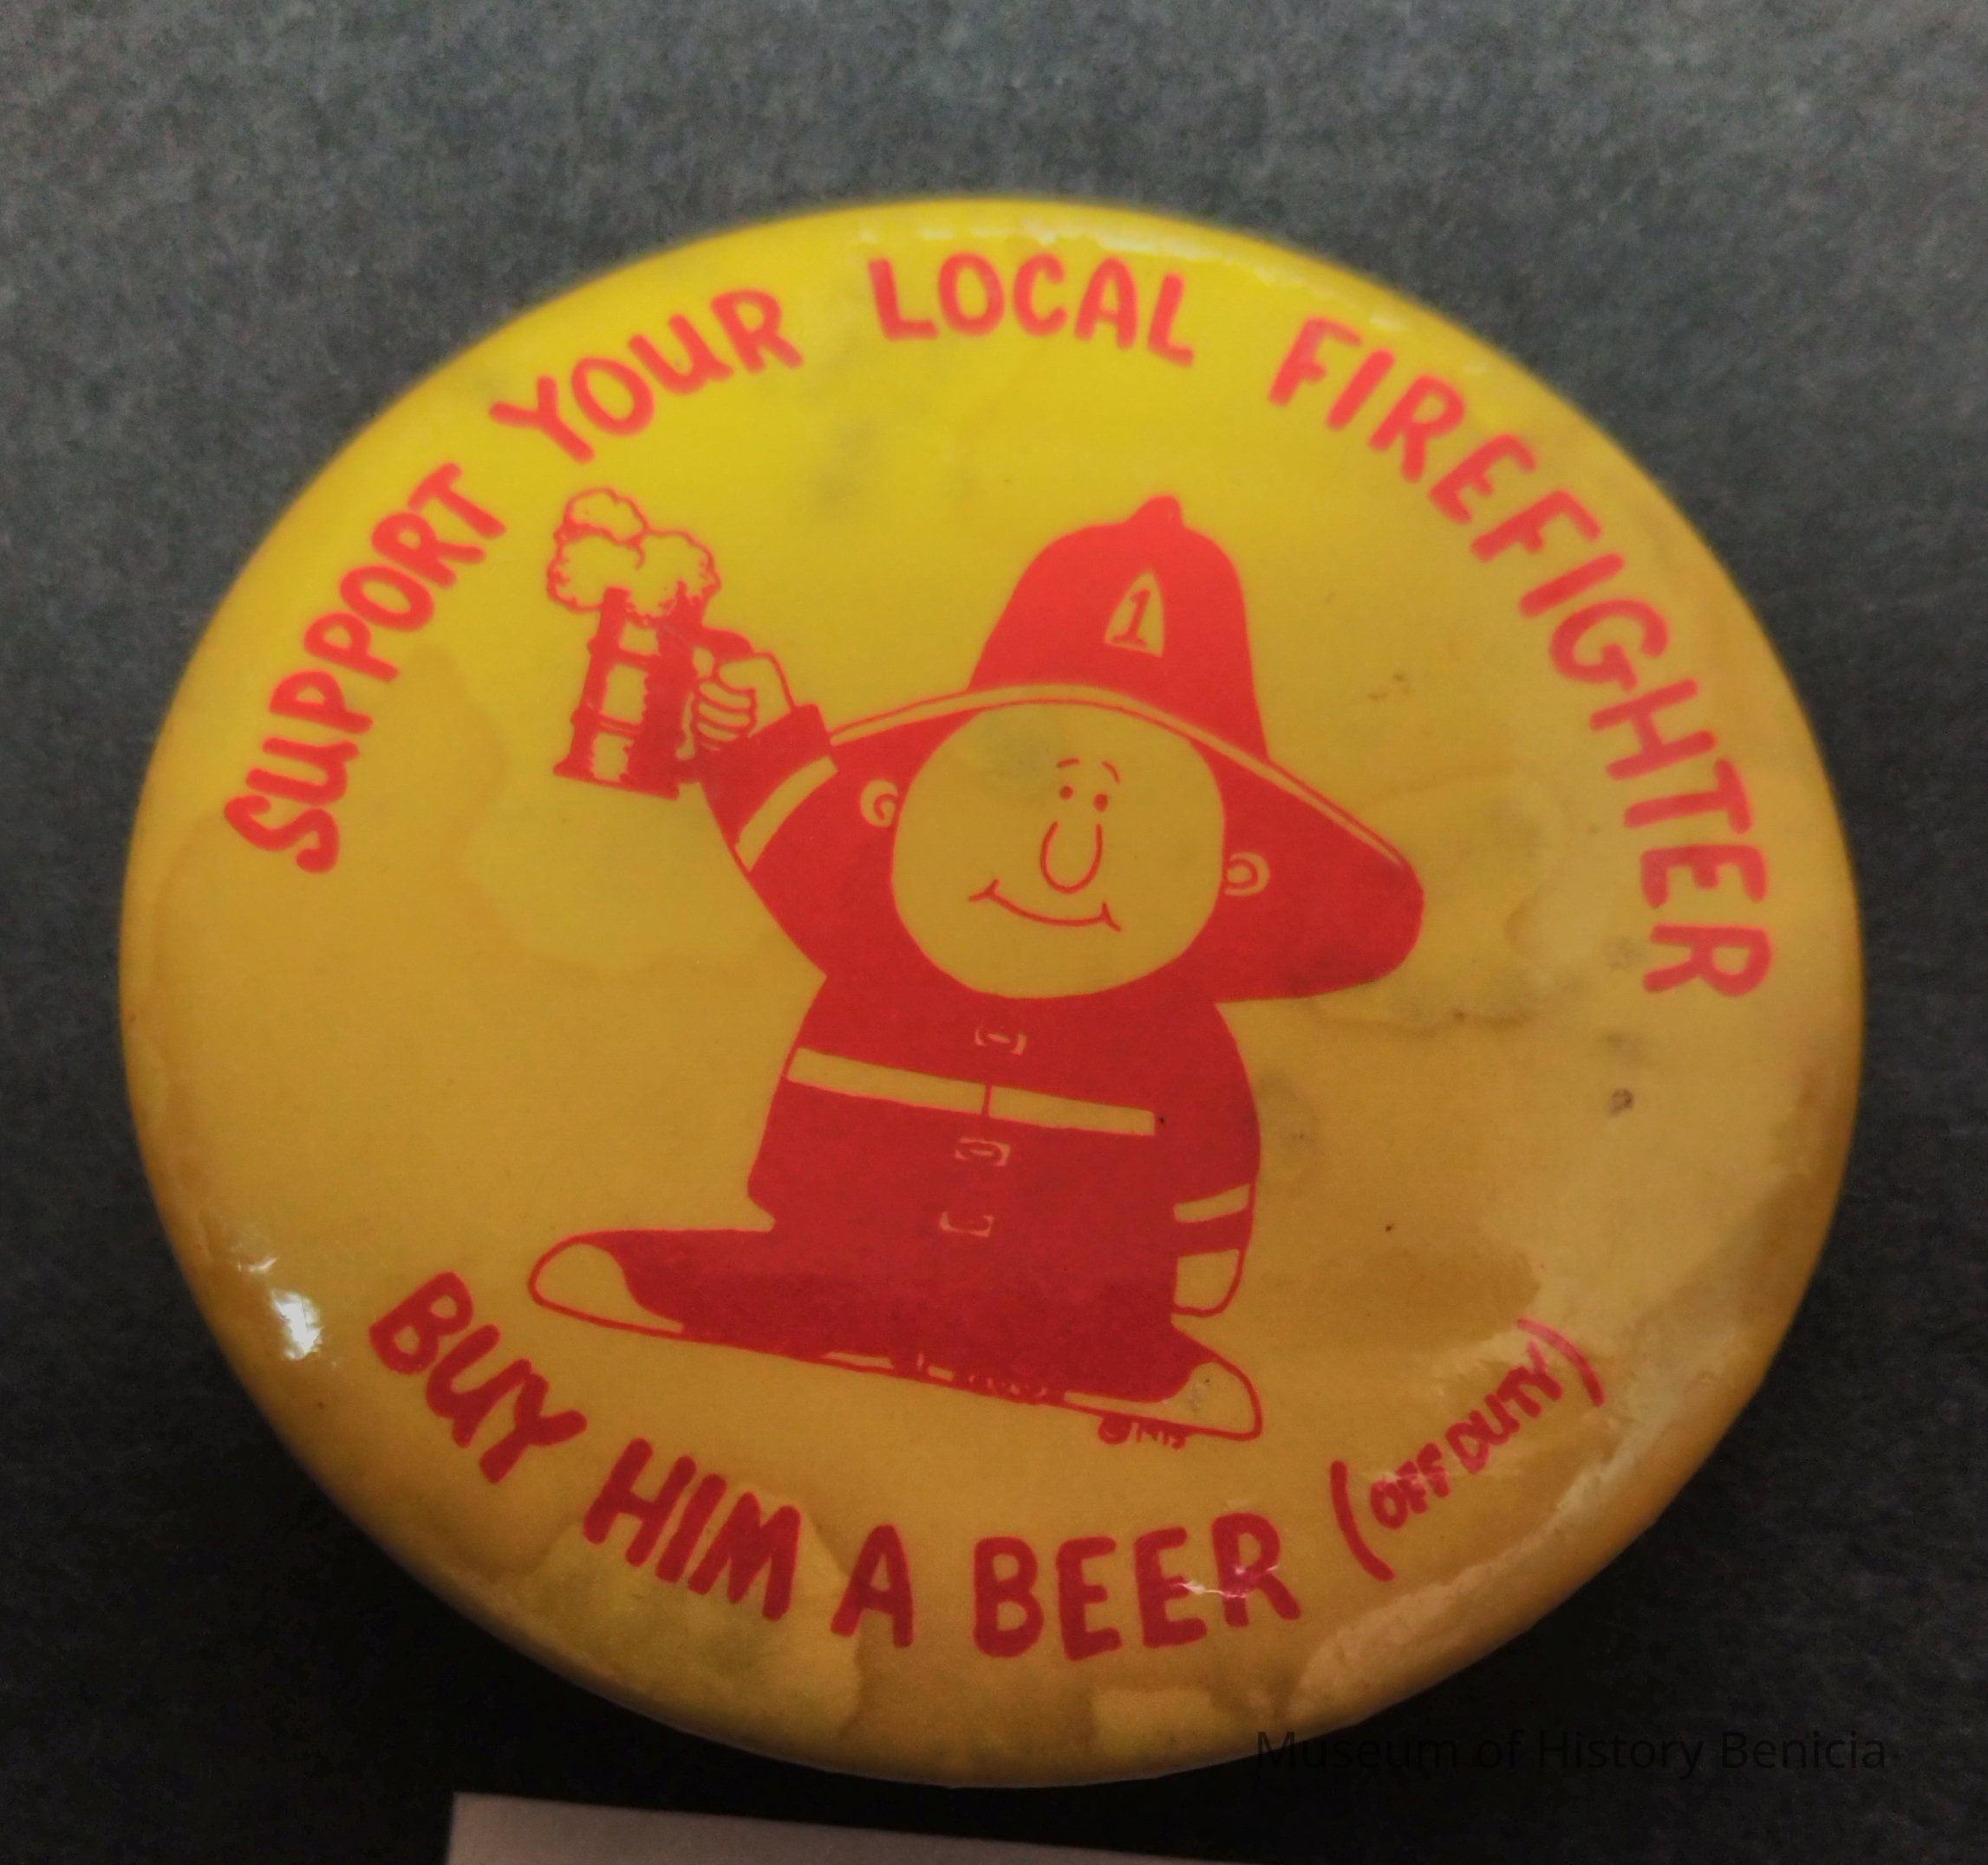 SUPPORT YOUR LOCAL FIREFIGHTER
1
BUY HIM A BEER (OFF DUTY)
Museum of History Benicia